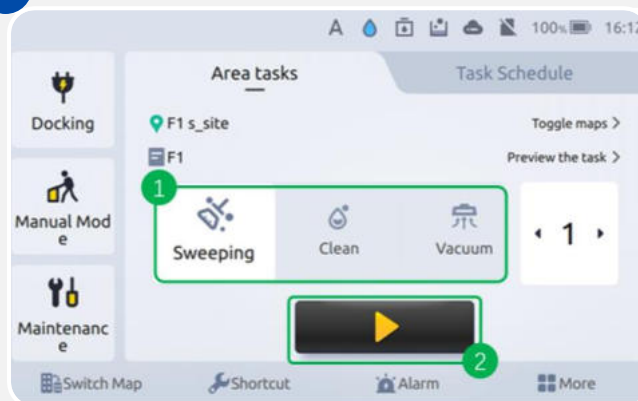 A 100% 16:12
Area tasks
Task Schedule
Docking
F1 s_site
Toggle maps >
F1
Preview the task >
1
Manual Mod
e
Sweeping
Clean
Vacuum
1
Maintenanc
e
2
Switch Map
Shortcut
Alarm
More